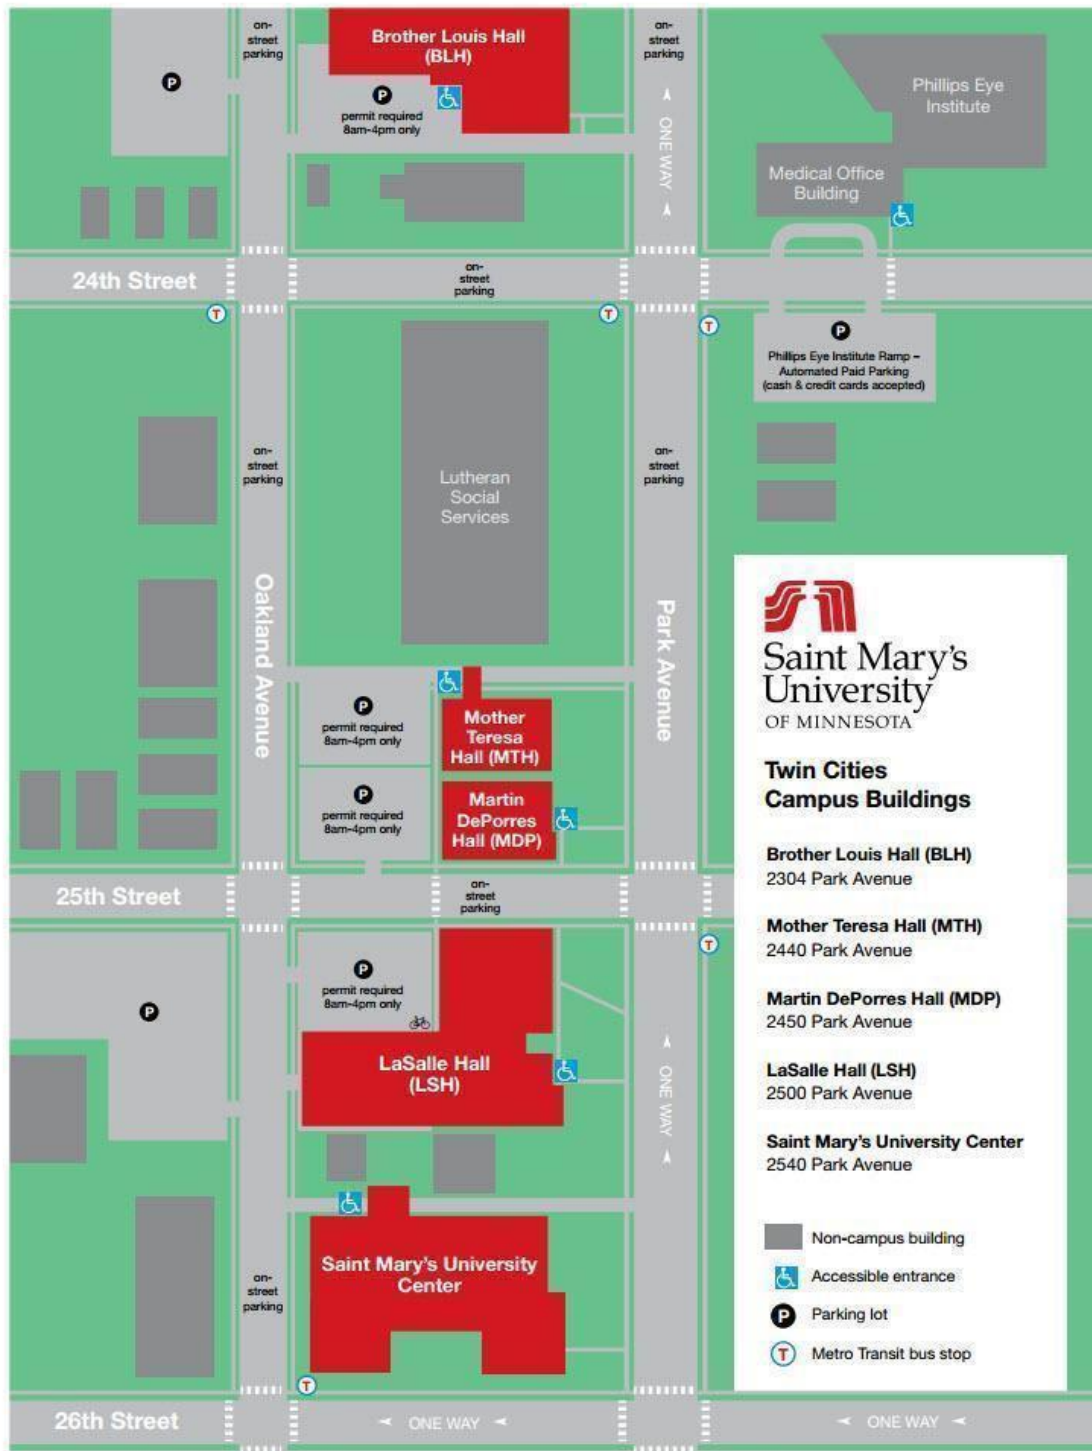 on-
street
parking
Brother Louis Hall
(BLH)
on-
street
parking
P
P
permit required
8am-4pm only
ONE WAY
Phillips Eye
Institute
Medical Office
Building
24th Street
on-
street
parking
T
T
T
P
Phillips Eye Institute Ramp –
Automated Paid Parking
(cash & credit cards accepted)
on-
street
parking
Lutheran
Social
Services
on-
street
parking
Oakland Avenue
Park Avenue
P
permit required
8am-4pm only
Mother
Teresa
Hall (MTH)
P
permit required
8am-4pm only
Martin
DePorres
Hall (MDP)
25th Street
on-
street
parking
T
P
permit required
8am-4pm only
P
LaSalle Hall
(LSH)
ONE WAY
Saint Mary's University
Center
on-
street
parking
T
26th Street
ONE WAY
ONE WAY
Saint Mary's
University
OF MINNESOTA
Twin Cities
Campus Buildings
Brother Louis Hall (BLH)
2304 Park Avenue
Mother Teresa Hall (MTH)
2440 Park Avenue
Martin DePorres Hall (MDP)
2450 Park Avenue
LaSalle Hall (LSH)
2500 Park Avenue
Saint Mary's University Center
2540 Park Avenue
Non-campus building
Accessible entrance
P Parking lot
T Metro Transit bus stop